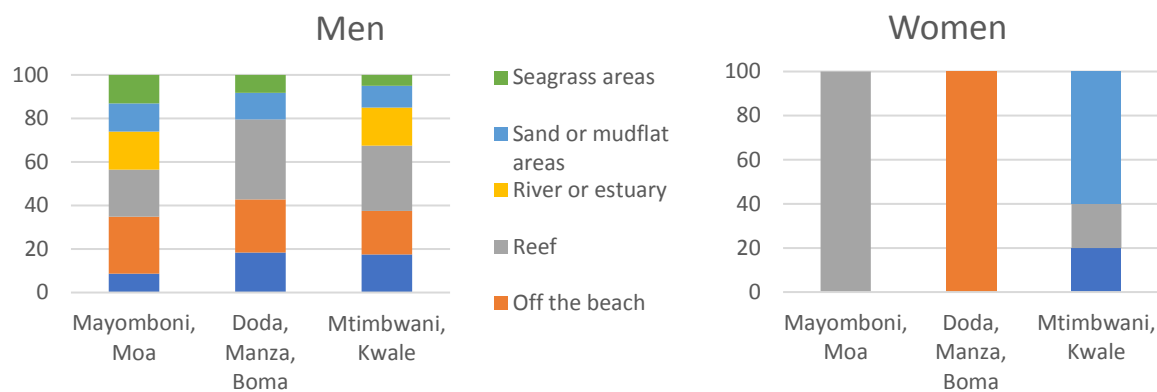 Men
100
80
60
40
20
0
Mayomboni,
Moa
Doda,
Manza,
Boma
Mtimbwani,
Kwale
Seagrass areas
Sand or mudflat
areas
River or estuary
Reef
Off the beach
Women
100
80
60
40
20
0
Mayomboni,
Moa
Doda,
Manza,
Boma
Mtimbwani,
Kwale